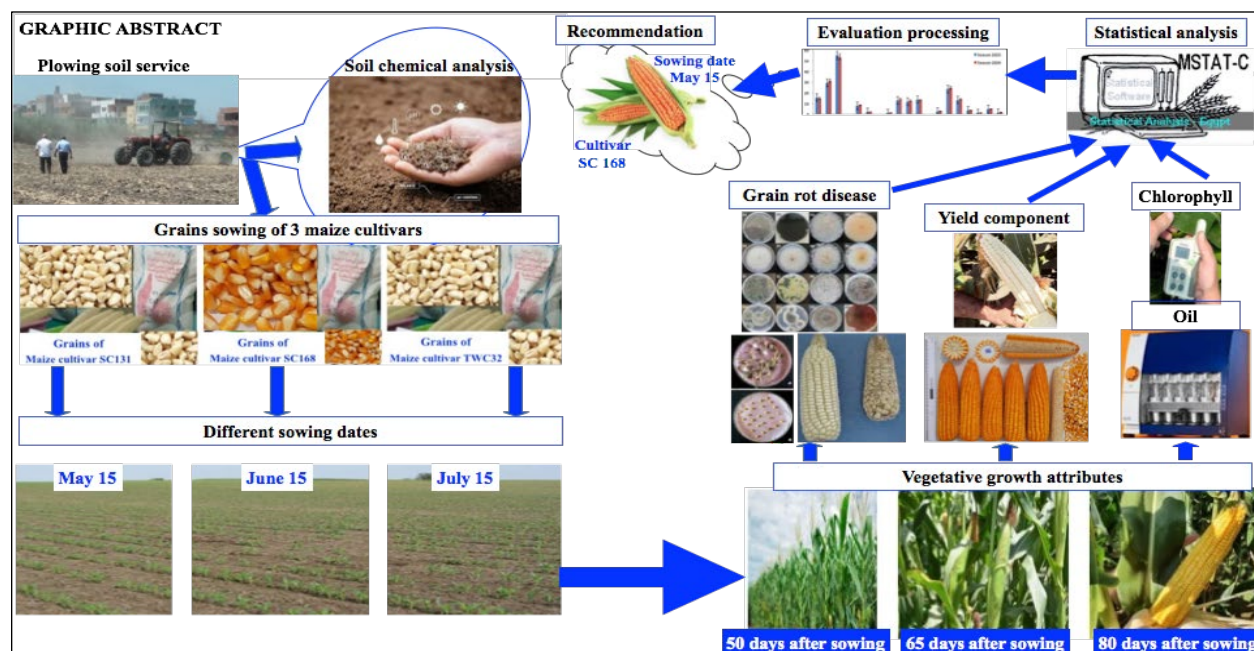 GRAPHIC ABSTRACT
Plowing soil service
Soil chemical analysis
Recommendation
Sowing date
May 15
Cultivar
SC 168
Evaluation processing
Statistical analysis
MSTAT-C
Statistical
Software
Statistical Analysis - Egypt
Grains sowing of 3 maize cultivars
Grains of
Maize cultivar SC131
Grains of
Maize cultivar SC168
Grains of
Maize cultivar TWC32
Different sowing dates
May 15
June 15
July 15
Grain rot disease
Yield component
Chlorophyll
Oil
Vegetative growth attributes
50 days after sowing
65 days after sowing
80 days after sowing